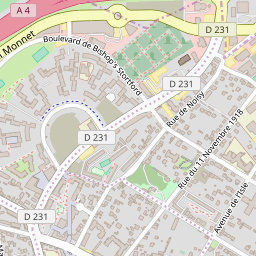 A 4
Monnet
Boulevard de Bishop's Stortford
D 231
D 231
D 231
D 231
Rue de Noisy
Rue du 11 Novembre 1918
Avenue de l'Isle